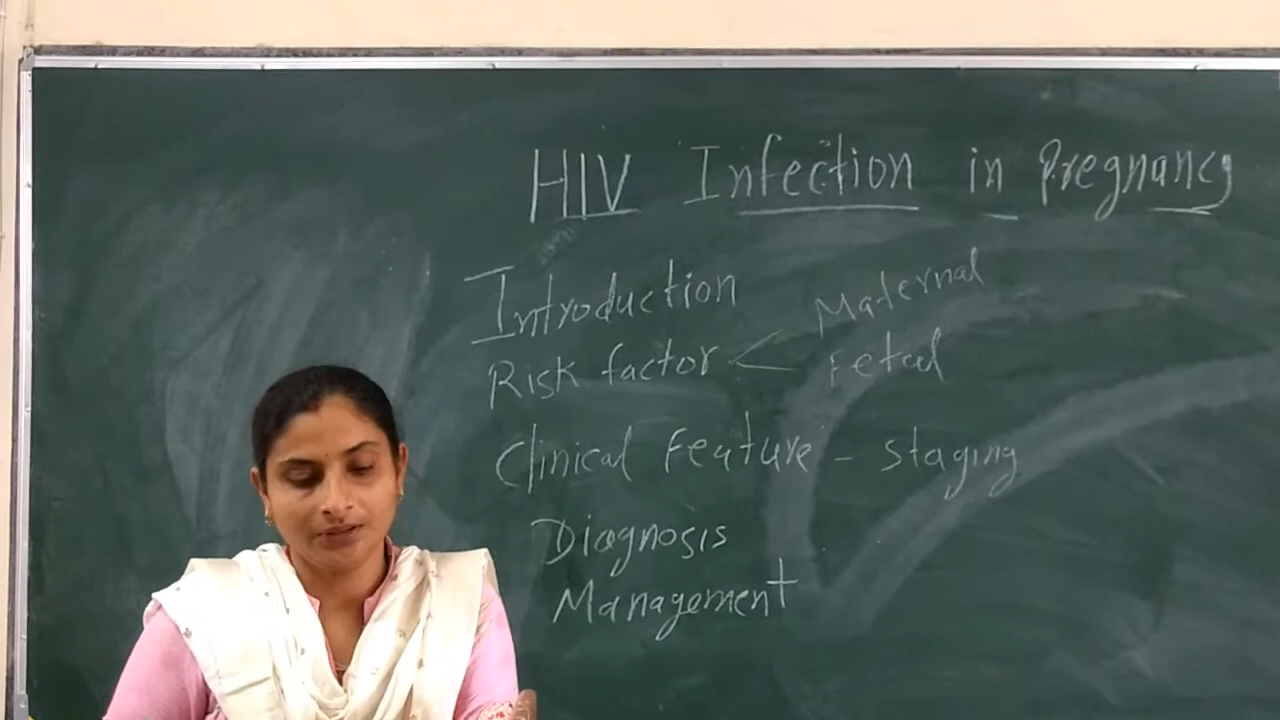 HIV Infection in Pregnancy
Introduction
Risk factor < Maternal
Fetal
Clinical Feature - Staging
Diagnosis
Management